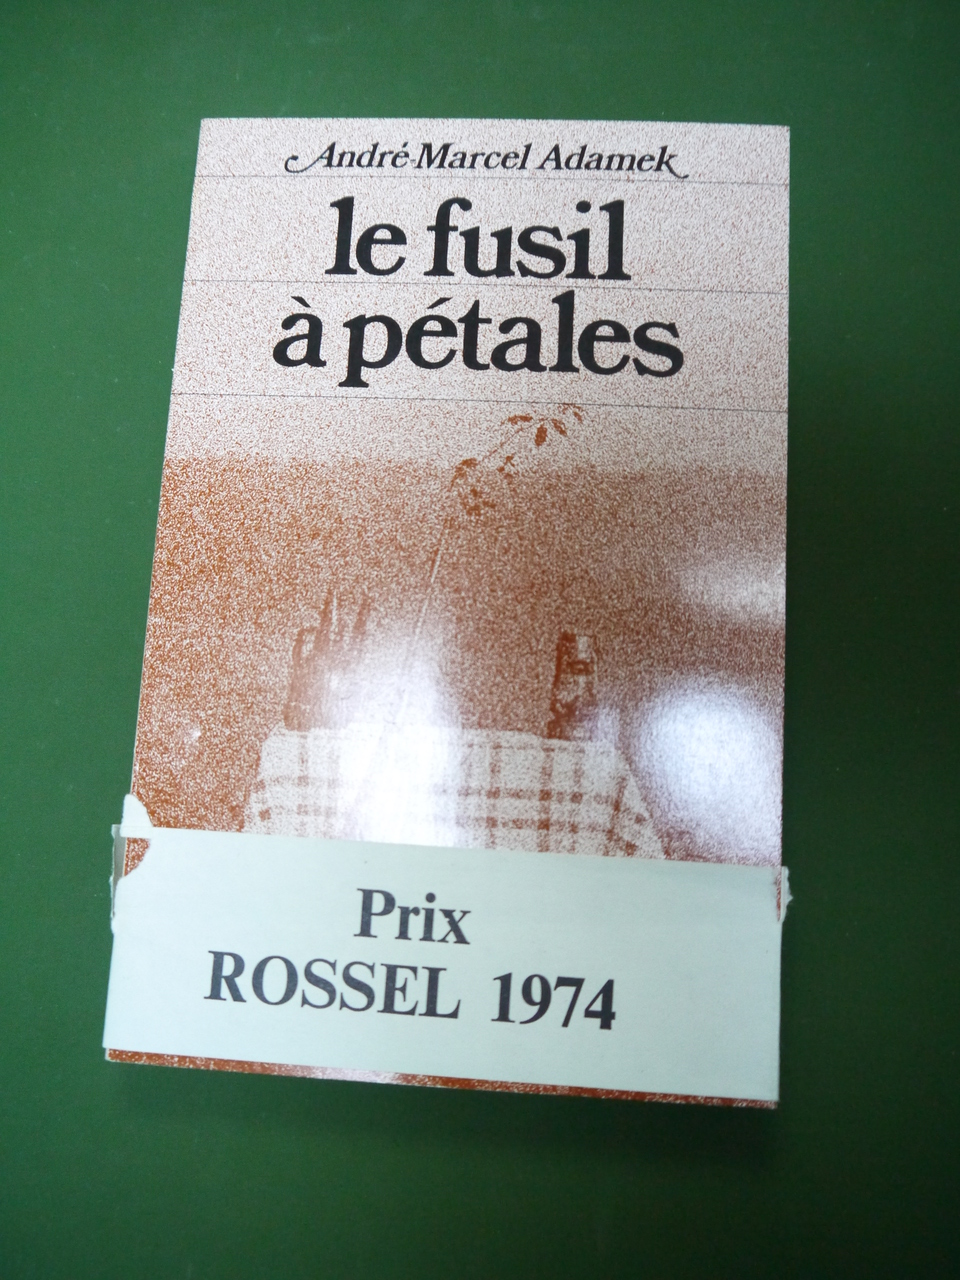 André-Marcel Adamek
le fusil
à pétales
Prix
ROSSEL 1974